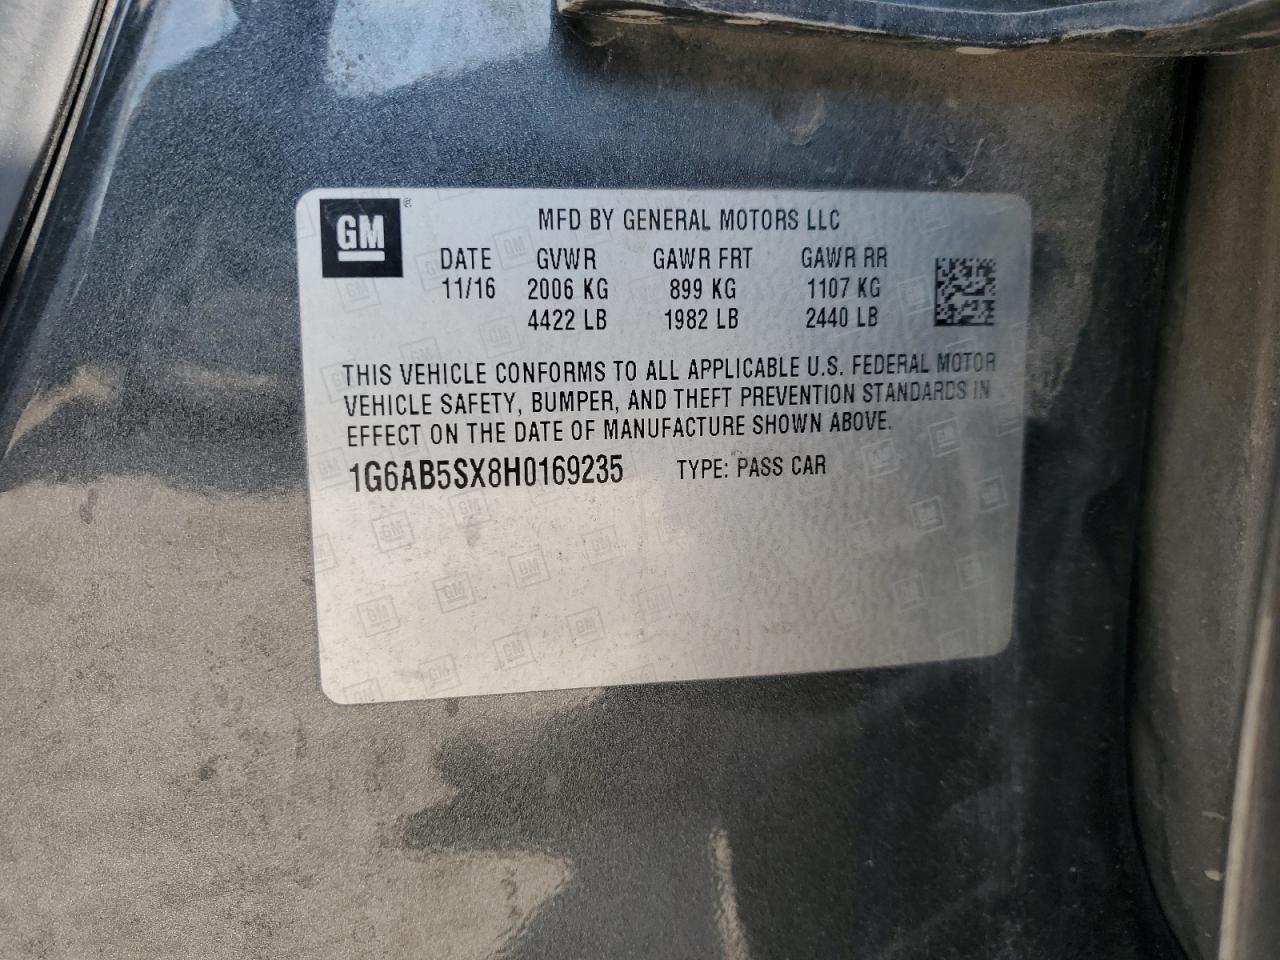 GM®
MFD BY GENERAL MOTORS LLC
DATE GVWR GAWR FRT GAWR RR
11/16 2006 KG 899 KG 1107 KG
4422 LB 1982 LB 2440 LB
THIS VEHICLE CONFORMS TO ALL APPLICABLE U.S. FEDERAL MOTOR
VEHICLE SAFETY, BUMPER, AND THEFT PREVENTION STANDARDS IN
EFFECT ON THE DATE OF MANUFACTURE SHOWN ABOVE.
1G6AB5SX8H0169235 TYPE: PASS CAR